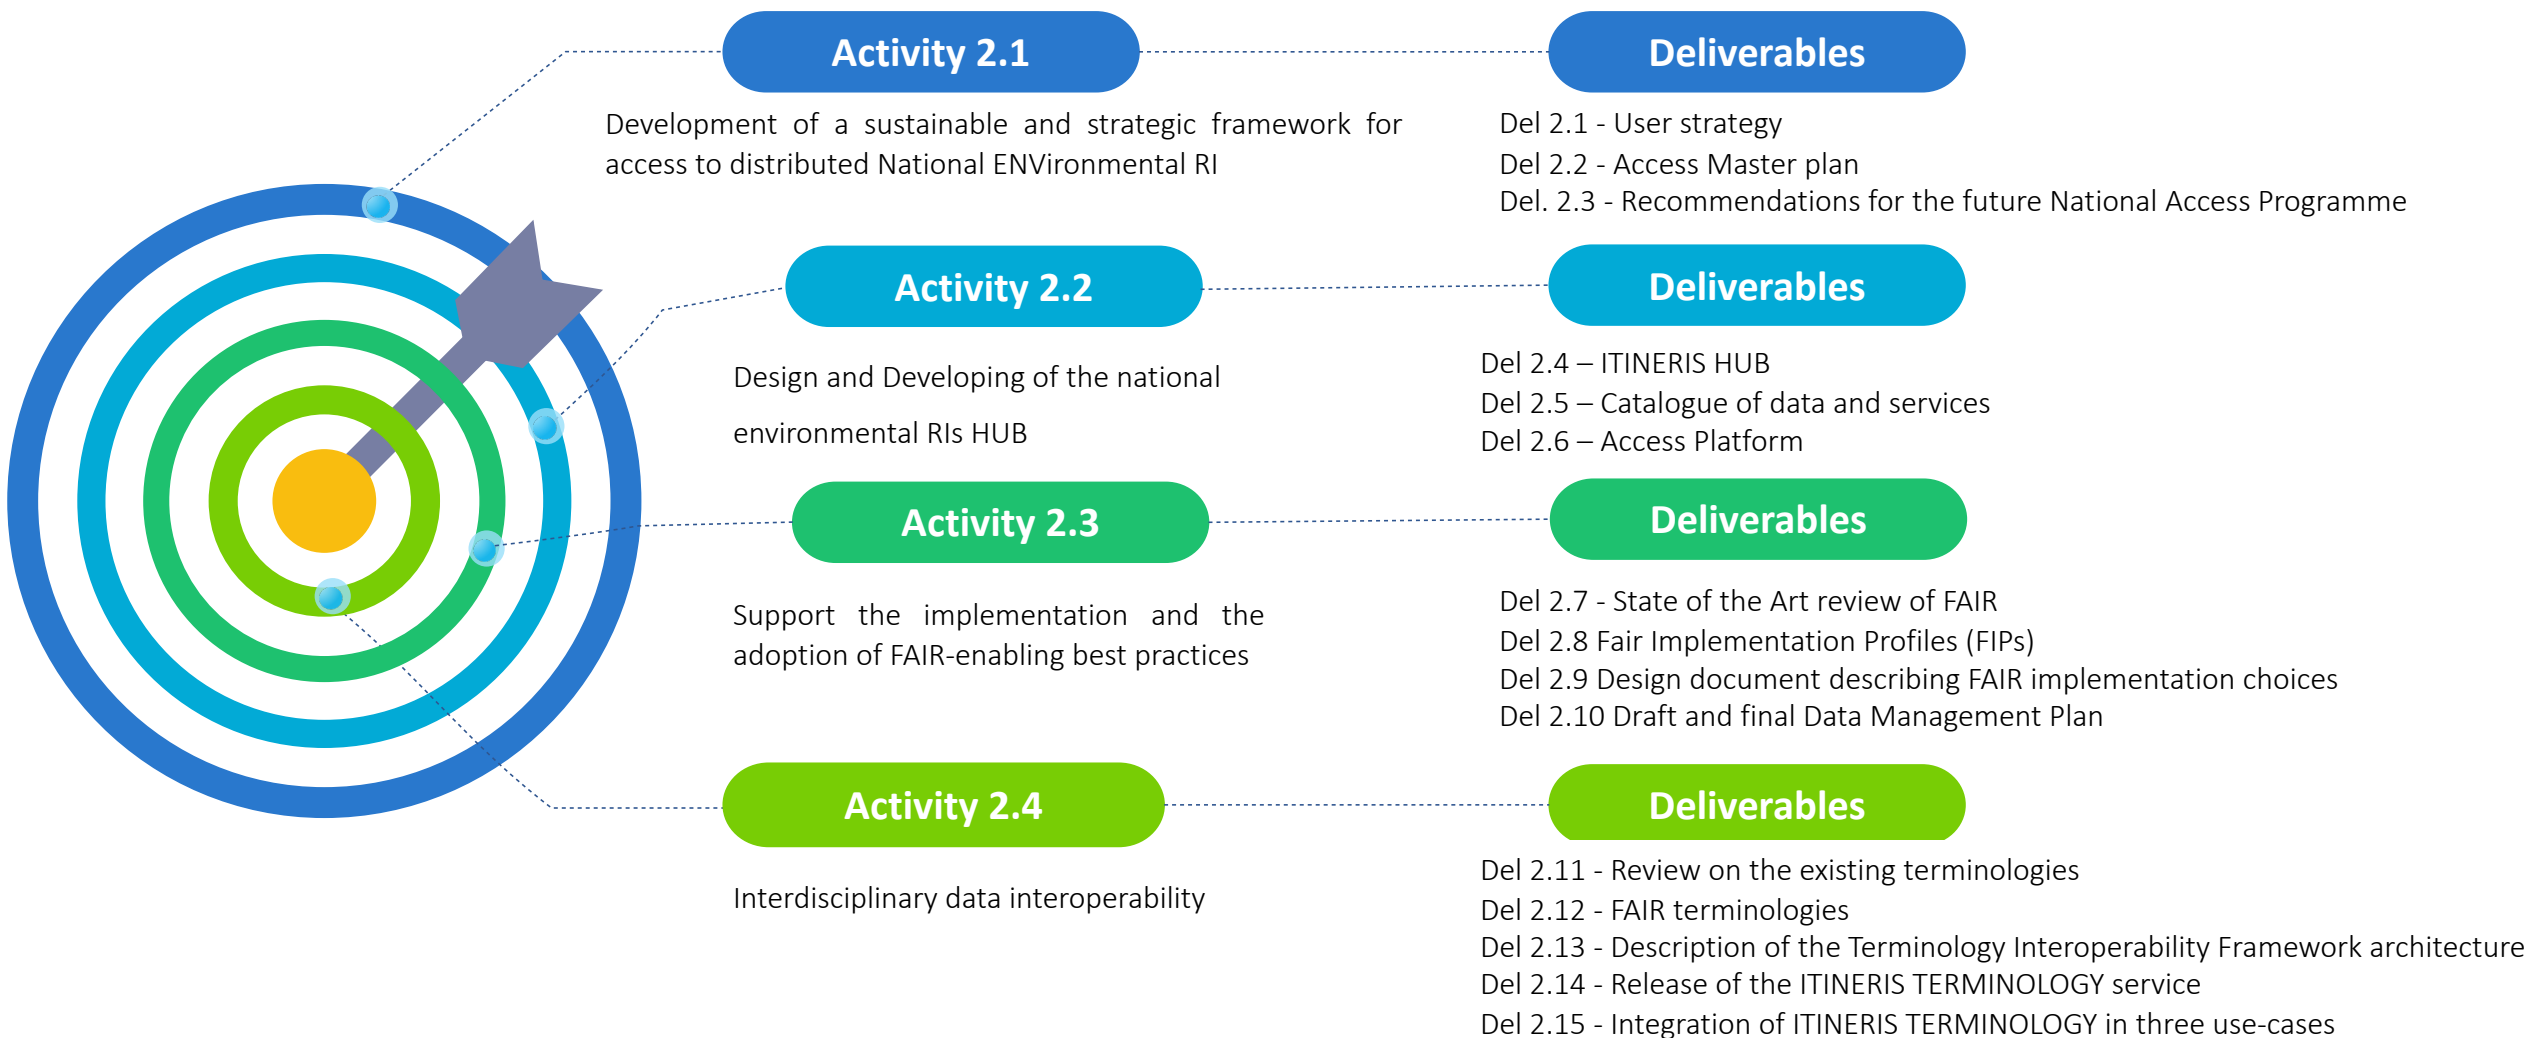 Activity 2.1
Deliverables
Development of a sustainable and strategic framework for
access to distributed National ENVironmental RI
Del 2.1 - User strategy
Del 2.2 - Access Master plan
Del. 2.3 - Recommendations for the future National Access Programme
Activity 2.2
Deliverables
Design and Developing of the national
environmental RIs HUB
Del 2.4 – ITINERIS HUB
Del 2.5 – Catalogue of data and services
Del 2.6 – Access Platform
Activity 2.3
Deliverables
Support the implementation and the
adoption of FAIR-enabling best practices
Del 2.7 - State of the Art review of FAIR
Del 2.8 Fair Implementation Profiles (FIPs)
Del 2.9 Design document describing FAIR implementation choices
Del 2.10 Draft and final Data Management Plan
Activity 2.4
Deliverables
Interdisciplinary data interoperability
Del 2.11 - Review on the existing terminologies
Del 2.12 - FAIR terminologies
Del 2.13 - Description of the Terminology Interoperability Framework architecture
Del 2.14 - Release of the ITINERIS TERMINOLOGY service
Del 2.15 - Integration of ITINERIS TERMINOLOGY in three use-cases